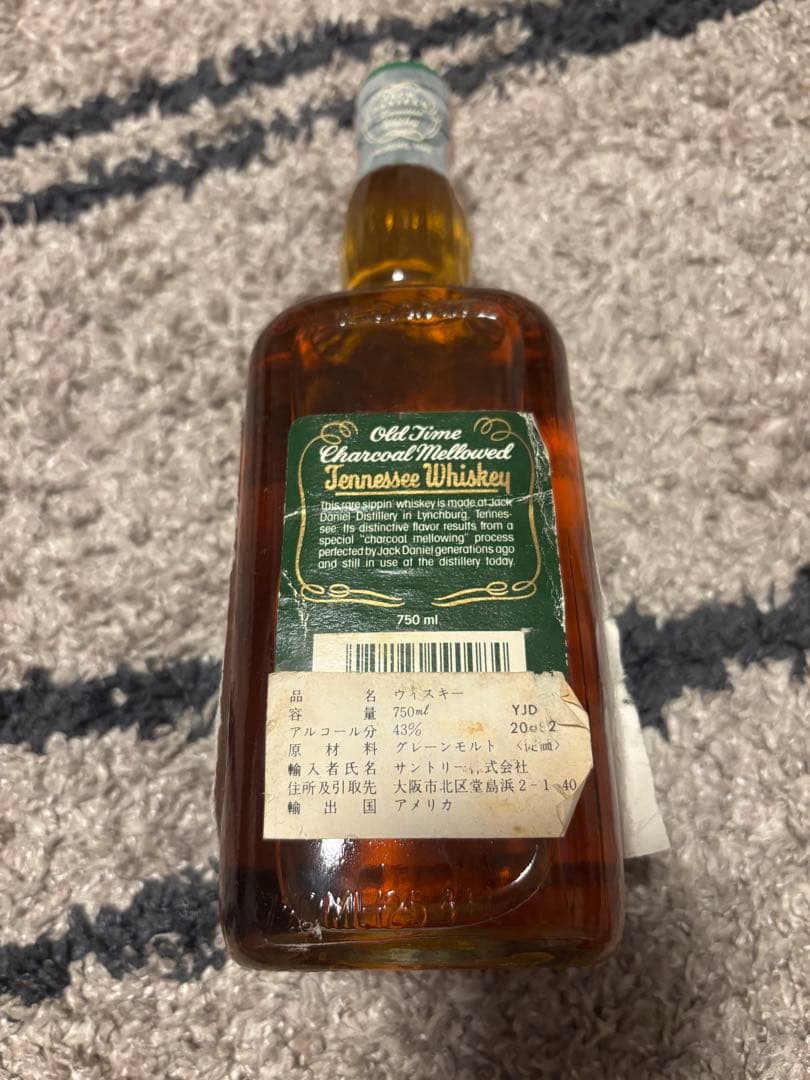 Old Time
Charcoal Mellowed
Tennessee Whiskey
This rare sippin' whiskey is made at Jack
Daniel Distillery in Lynchburg, Tennes-
see. Its distinctive flavor results from a
special "charcoal mellowing" process
perfected by Jack Daniel generations ago
and still in use at the distillery today.
750 ml
品名 ウィスキー
容量 750ml YJD
アルコール分 43%
原材料 グレーンモルト
輸入者氏名 サントリー株式会社
住所及引取先 大阪市北区堂島浜2-1-40
輸出国 アメリカ